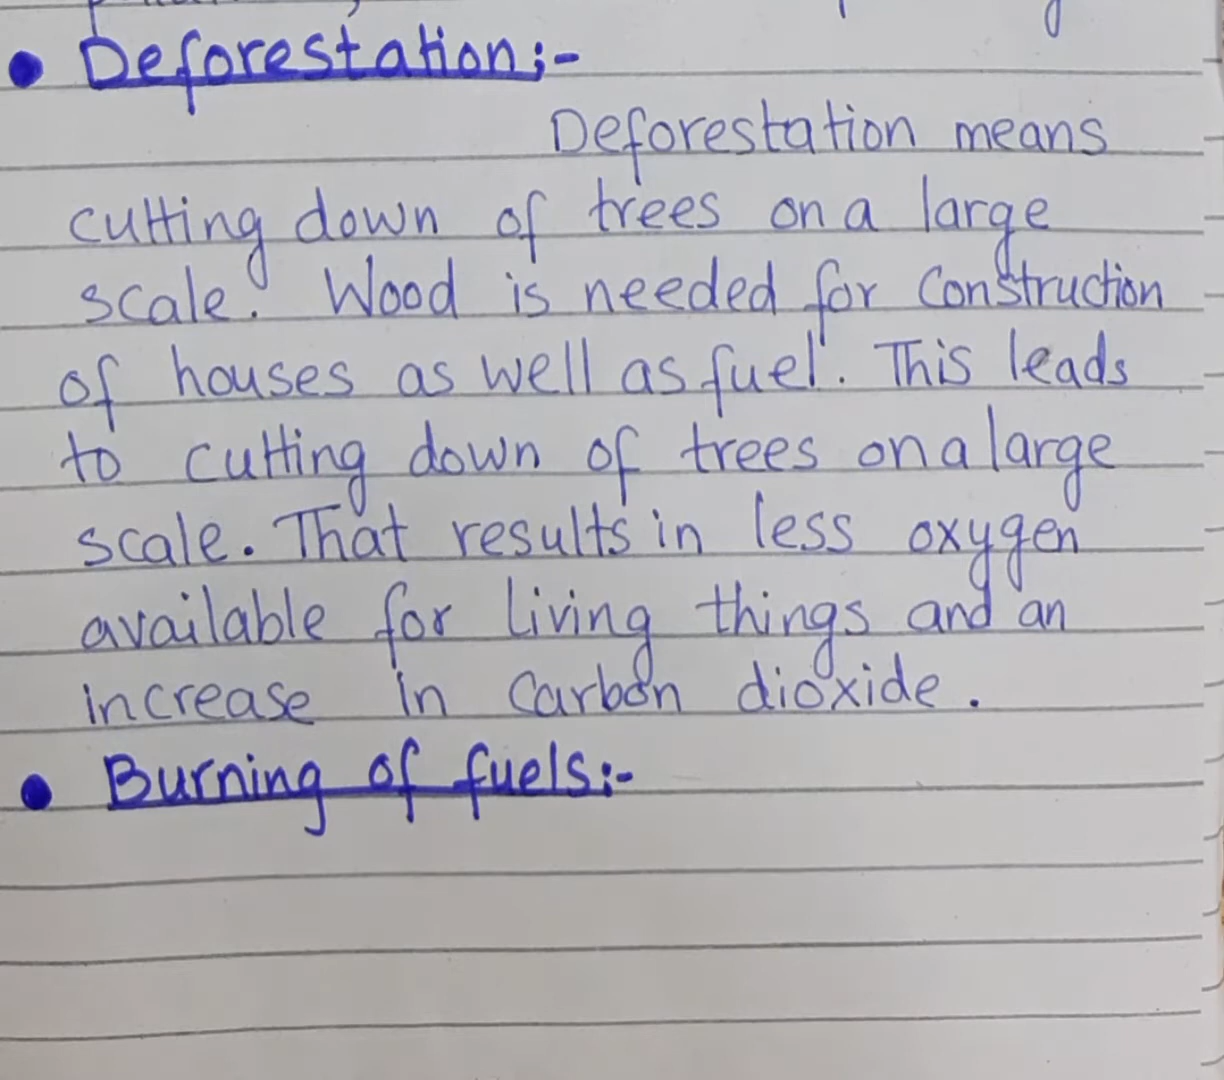 • Deforestation:-
Deforestation means
cutting down of trees on a large
scale. Wood is needed for Construction
of houses as well as fuel. This leads
to cutting down of trees on a large
scale. That results in less oxygen
available for living things and an
increase in Carbon dioxide.
• Burning of fuels:-